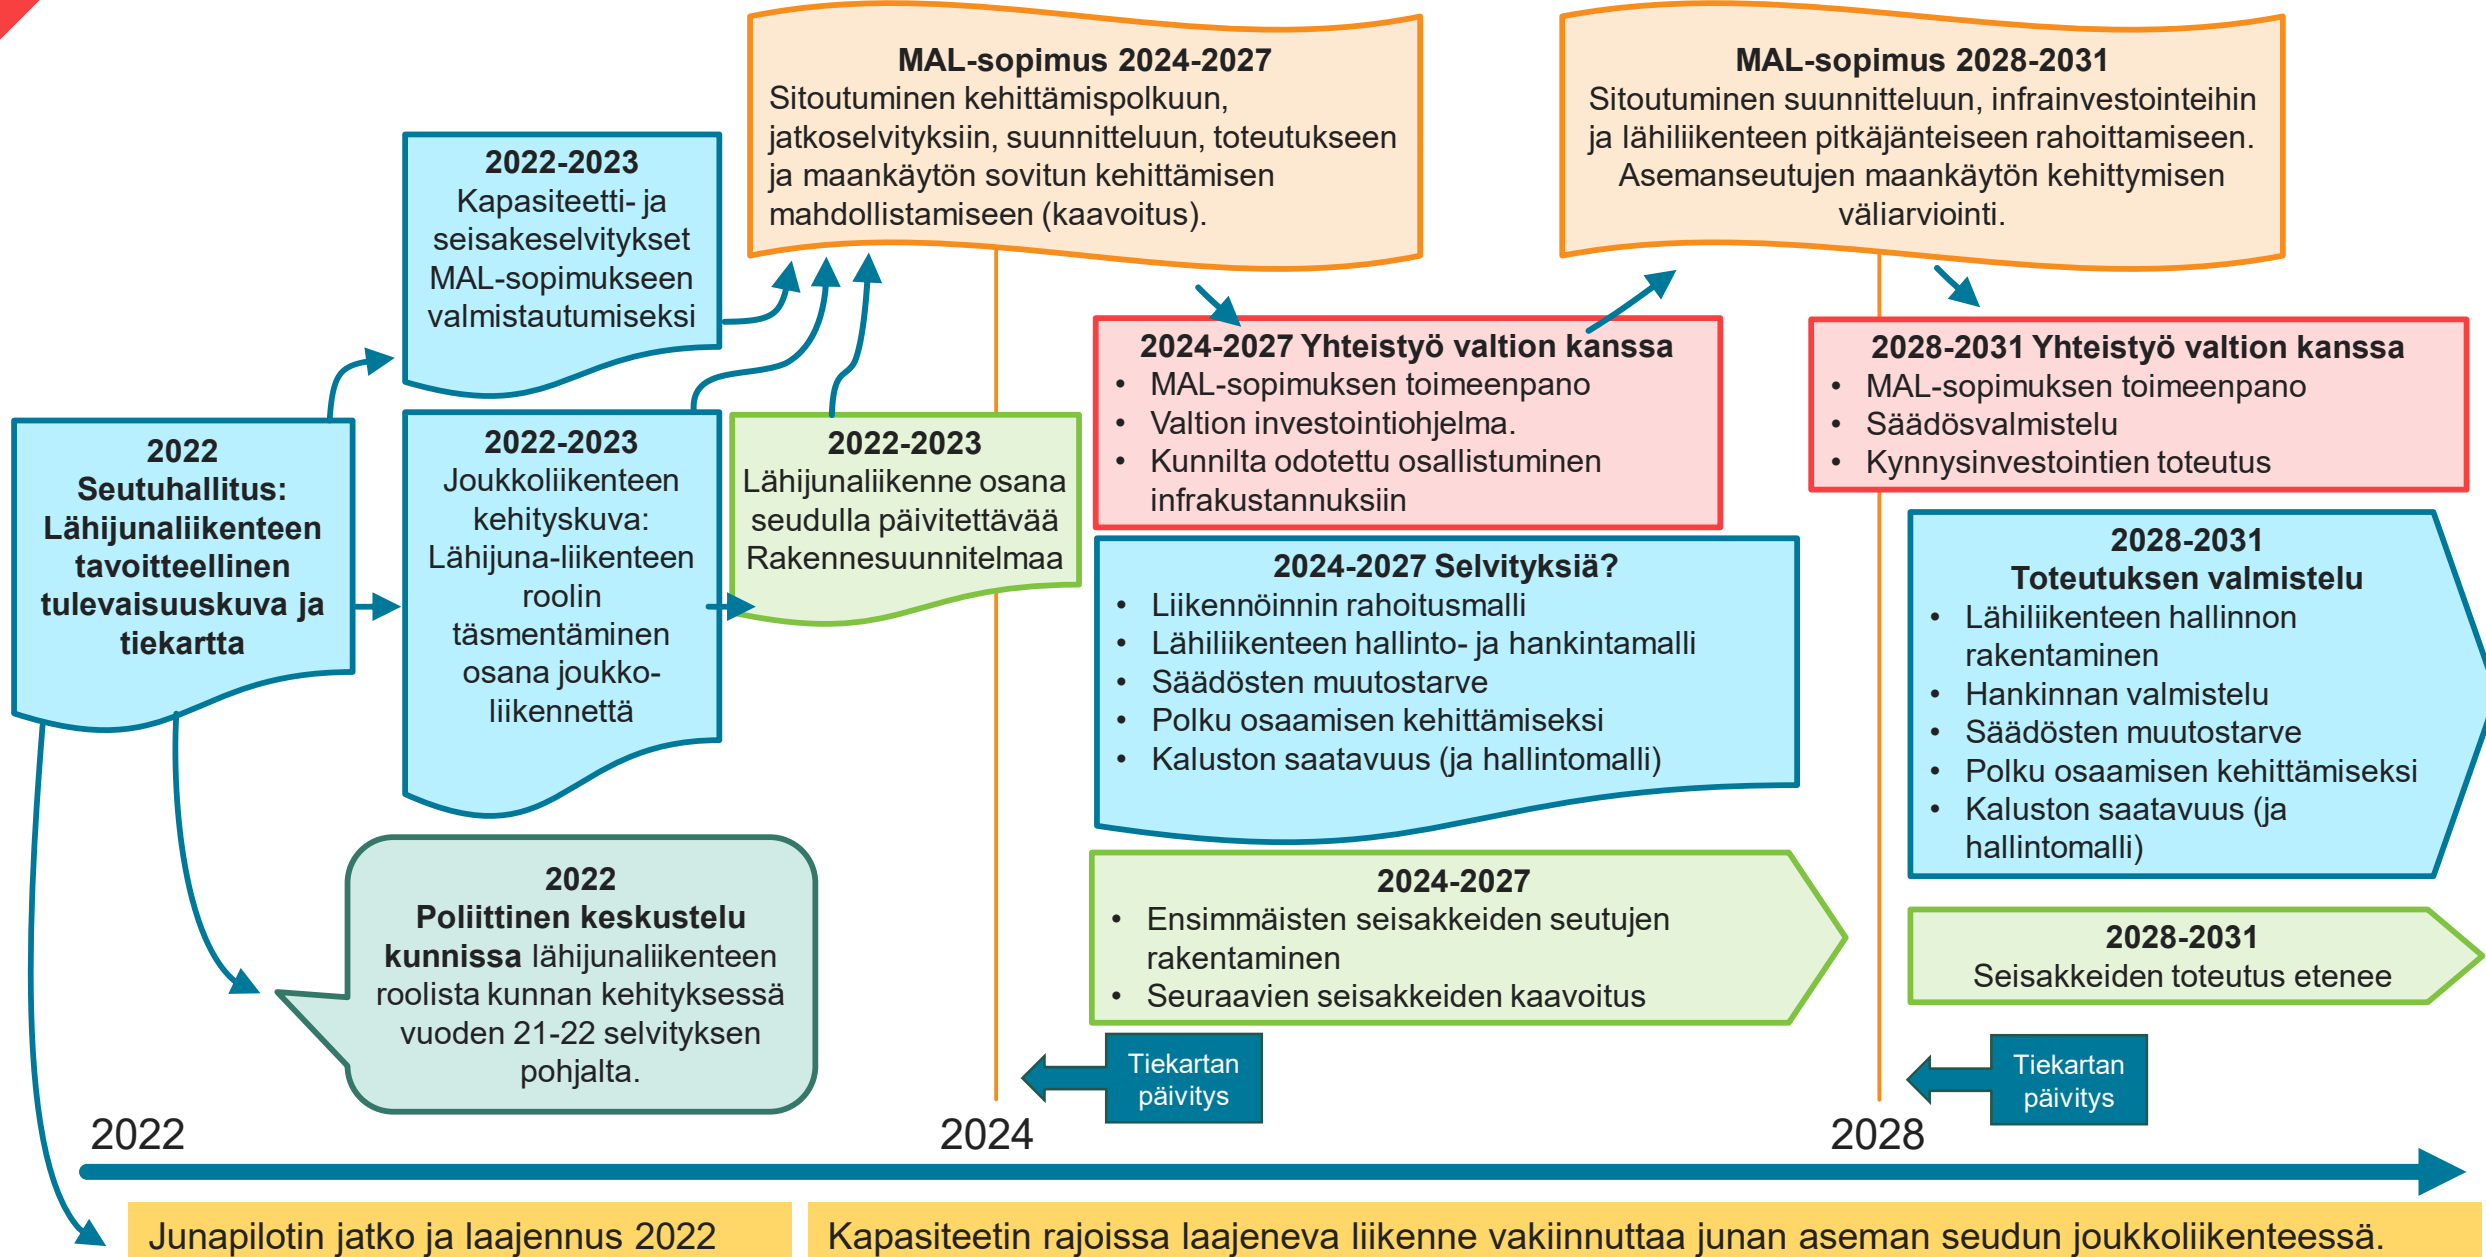 MAL-sopimus 2024-2027
Sitoutuminen kehittämispolkuun,
jatkoselvityksiin, suunnitteluun, toteutukseen
ja maankäytön sovitun kehittämisen
mahdollistamiseen (kaavoitus).
MAL-sopimus 2028-2031
Sitoutuminen suunnitteluun, infrainvestointeihin
ja lähiliikenteen pitkäjänteiseen rahoittamiseen.
Asemanseutujen maankäytön kehittymisen
väliarviointi.
2022-2023
Kapasiteetti- ja
seisakeselvitykset
MAL-sopimukseen
valmistautumiseksi
2022
Seutuhallitus:
Lähijunaliikenteen
tavoitteellinen
tulevaisuuskuva ja
tiekartta
2022-2023
Joukkoliikenteen
kehityskuva:
Lähijuna-liikenteen
roolin
täsmentäminen
osana joukko-
liikennettä
2022-2023
Lähijunaliikenne osana
seudulla päivitettävää
Rakennesuunnitelmaa
2024-2027 Yhteistyö valtion kanssa
• MAL-sopimuksen toimeenpano
• Valtion investointiohjelma.
• Kunnilta odotettu osallistuminen
infrakustannuksiin
2028-2031 Yhteistyö valtion kanssa
• MAL-sopimuksen toimeenpano
• Säädösvalmistelu
• Kynnysinvestointien toteutus
2024-2027 Selvityksiä?
• Liikennöinnin rahoitusmalli
• Lähiliikenteen hallinto- ja hankintamalli
• Säädösten muutostarve
• Polku osaamisen kehittämiseksi
• Kaluston saatavuus (ja hallintomalli)
2028-2031
Toteutuksen valmistelu
• Lähiliikenteen hallinnon
rakentaminen
• Hankinnan valmistelu
• Säädösten muutostarve
• Polku osaamisen kehittämiseksi
• Kaluston saatavuus (ja
hallintomalli)
2022
Poliittinen keskustelu
kunnissa lähijunaliikenteen
roolista kunnan kehityksessä
vuoden 21-22 selvityksen
pohjalta.
2024-2027
• Ensimmäisten seisakkeiden seutujen
rakentaminen
• Seuraavien seisakkeiden kaavoitus
2028-2031
Seisakkeiden toteutus etenee
Tiekartan
päivitys
Tiekartan
päivitys
2022
2024
2028
Junapilotin jatko ja laajennus 2022
Kapasiteetin rajoissa laajeneva liikenne vakiinnuttaa junan aseman seudun joukkoliikenteessä.